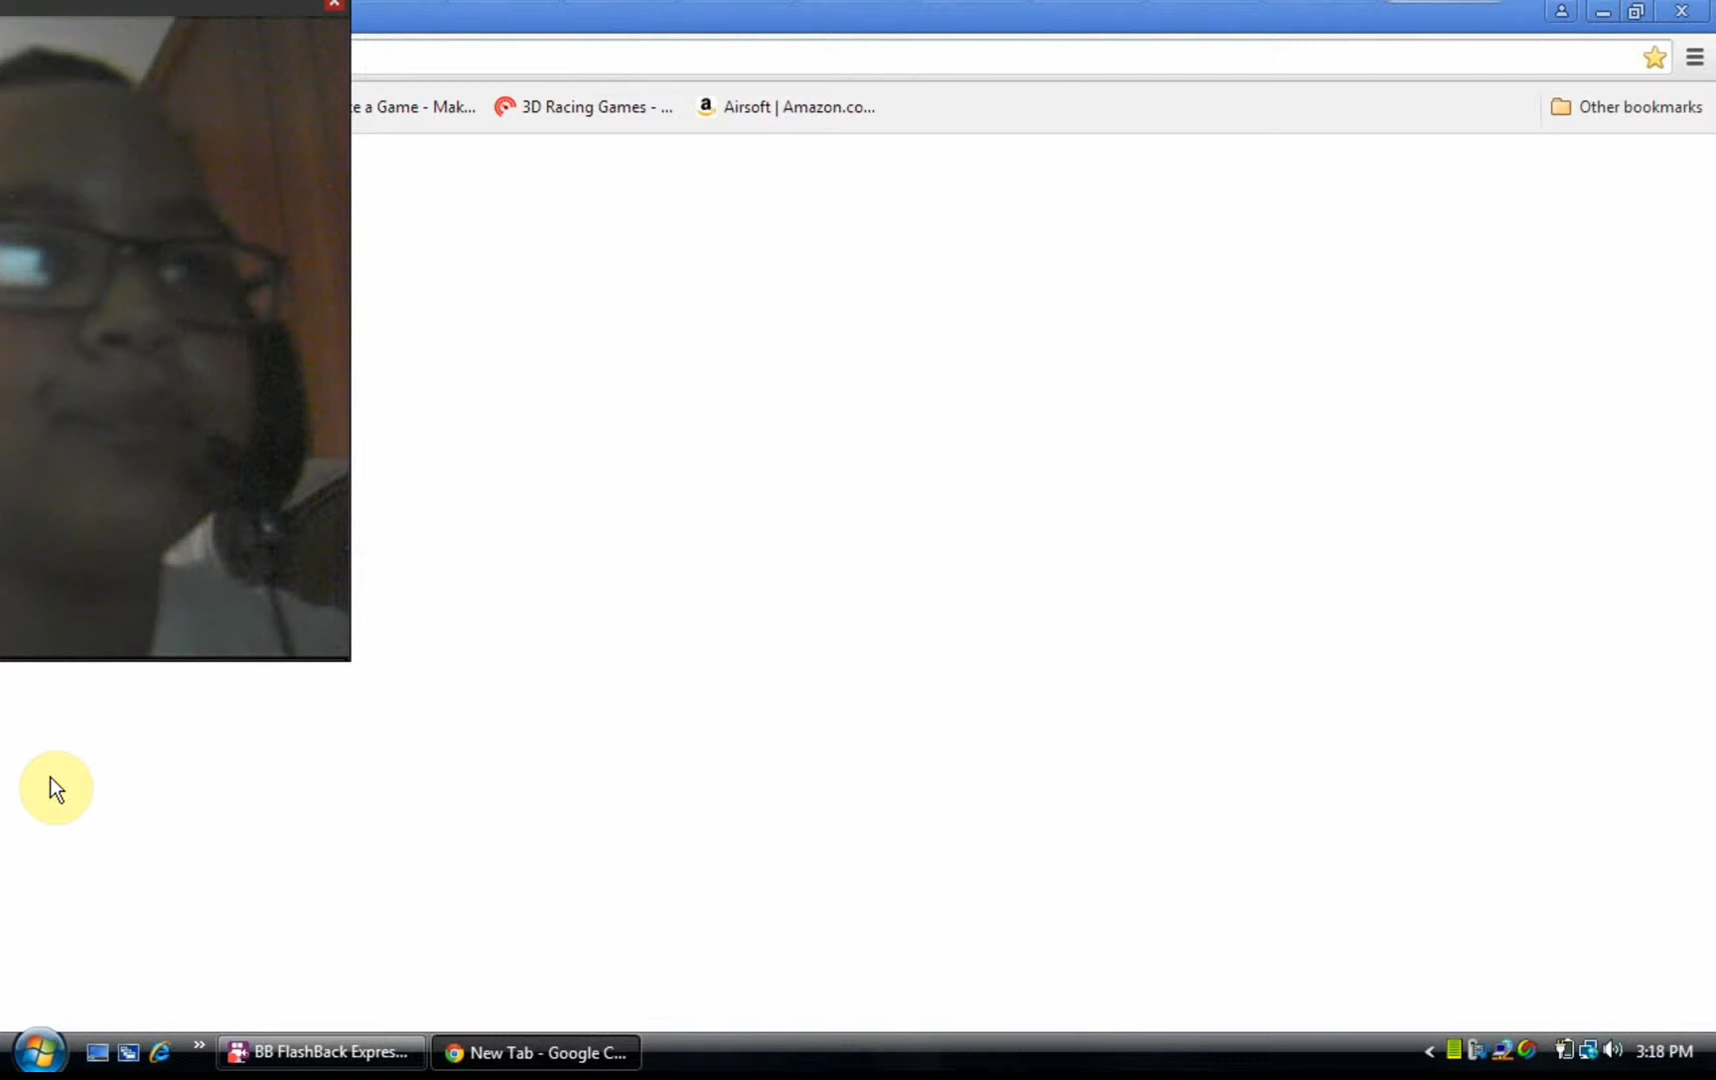 te a Game - Mak...
3D Racing Games - ...
Airsoft | Amazon.co...
Other bookmarks
BB FlashBack Expres...
New Tab - Google C...
3:18 PM